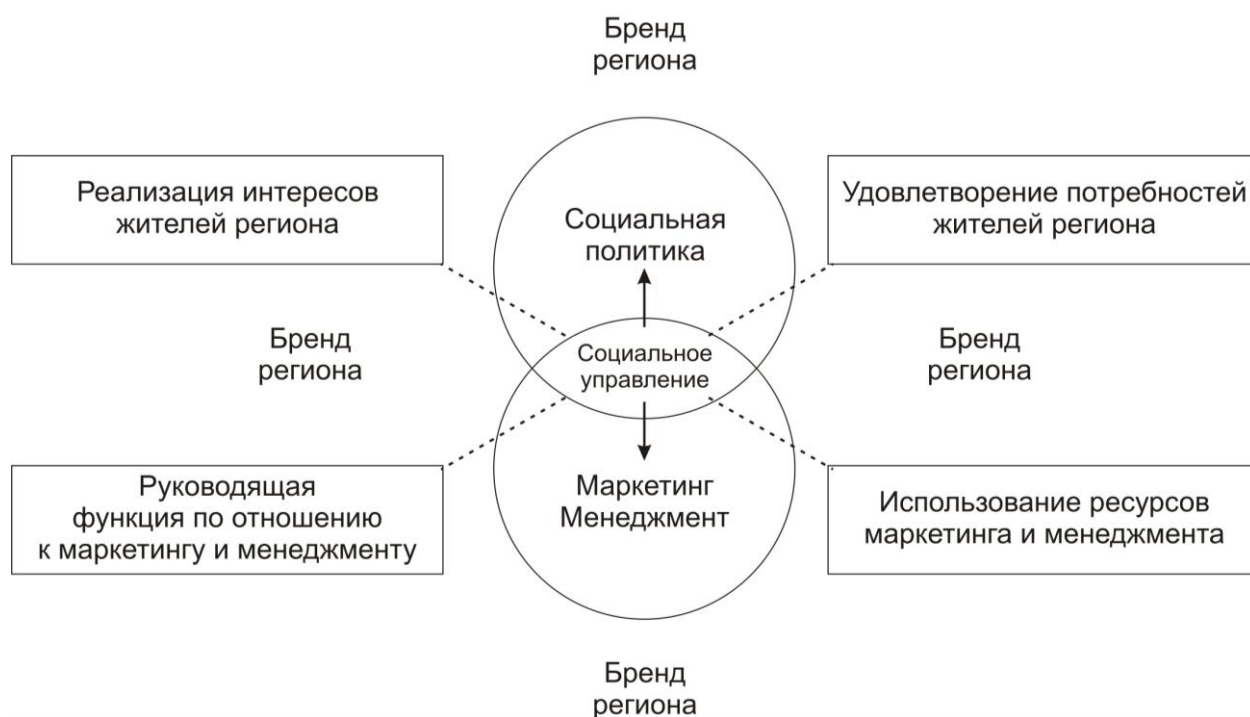 Бренд
региона
Реализация интересов
жителей региона
Социальная
политика
Удовлетворение потребностей
жителей региона
Бренд
региона
Социальное
управление
Бренд
региона
Руководящая
функция по отношению
к маркетингу и менеджменту
Маркетинг
Менеджмент
Использование ресурсов
маркетинга и менеджмента
Бренд
региона